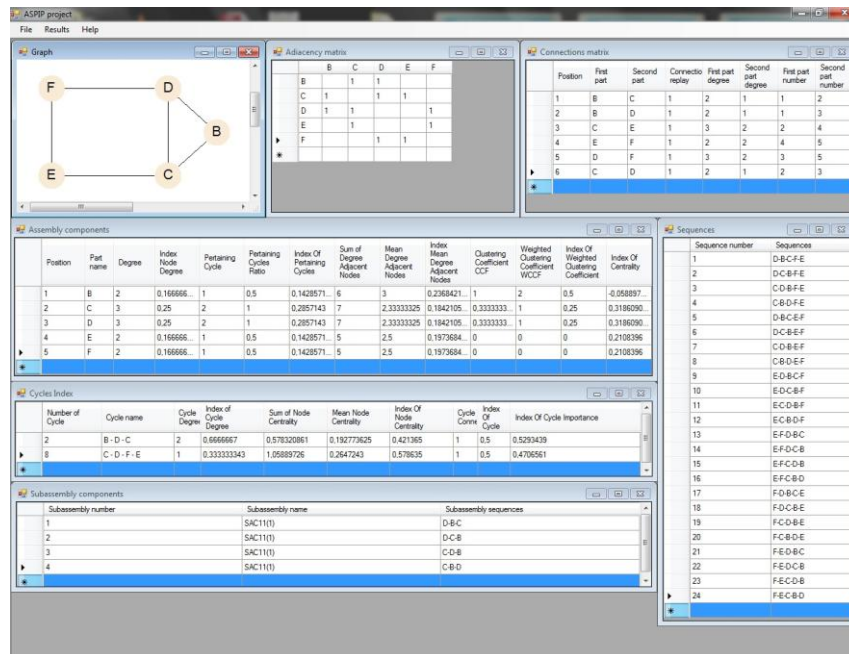 ASPIP project
File Results Help
Graph
F D B E C
Adiacency matrix
B C D E F
B 1 1
C 1 1 1
D 1 1 1
E 1 1
F 1 1
Connections matrix
Position First part Second part Connectio replay First part degree Second part degree First part number Second part number
1 B C 1 2 1 1 2
2 B D 1 2 1 1 3
3 C E 1 3 2 2 4
4 E F 1 2 2 4 5
5 D F 1 3 2 3 5
6 C D 1 2 1 2 3
Assembly components
Position Part name Degree Index Node Degree Pertaining Cycle Pertaining Cycles Ratio Index Of Pertaining Cycles Sum of Degree Adjacent Nodes Mean Degree Adjacent Nodes Index Mean Degree Adjacent Nodes Clustering Coefficient CCF Weighted Clustering Coefficient WCCF Index Of Weighted Clustering Coefficient Index Of Centrality
1 B 2 0,166666... 1 0.5 0,1428571... 6 3 0,2368421... 1 2 0.5 -0,058897...
2 C 3 0,25 2 1 0,2857143 7 2,33333325 0,1842105... 0,3333333... 1 0,25 0,3186090...
3 D 3 0,25 2 1 0,2857143 7 2,33333325 0,1842105... 0,3333333... 1 0,25 0,3186090...
4 E 2 0,166666... 1 0.5 0,1428571... 5 2.5 0,1973684... 0 0 0 0,2108396
5 F 2 0,166666... 1 0.5 0,1428571... 5 2.5 0,1973684... 0 0 0 0,2108396
Cycles Index
Number of Cycle Cycle name Cycle Degree Index of Cycle Degree Sum of Node Centrality Mean Node Centrality Index Of Node Centrality Cycle Conne Index Of Cycle Index Of Cycle Importance
2 B - D - C 2 0,6666667 0,578320861 0,192773625 0,421365 1 0,5 0,5293439
8 C - D - F - E 1 0,333333343 1,05889726 0,2647243 0,578635 1 0,5 0,4706561
Subassembly components
Subassembly number Subassembly name Subassembly sequences
1 SAC11(1) D-B-C
2 SAC11(1) D-C-B
3 SAC11(1) C-D-B
4 SAC11(1) C-B-D
Sequences
Sequence number Sequences
1 D-B-C-F-E
2 D-C-B-F-E
3 C-D-B-F-E
4 C-B-D-F-E
5 D-B-C-E-F
6 D-C-B-E-F
7 C-D-B-E-F
8 C-B-D-E-F
9 E-D-B-C-F
10 E-D-C-B-F
11 E-C-D-B-F
12 E-C-B-D-F
13 E-F-D-B-C
14 E-F-D-C-B
15 E-F-C-D-B
16 E-F-C-B-D
17 F-D-B-C-E
18 F-D-C-B-E
19 F-C-D-B-E
20 F-C-B-D-E
21 F-E-D-B-C
22 F-E-D-C-B
23 F-E-C-D-B
24 F-E-C-B-D